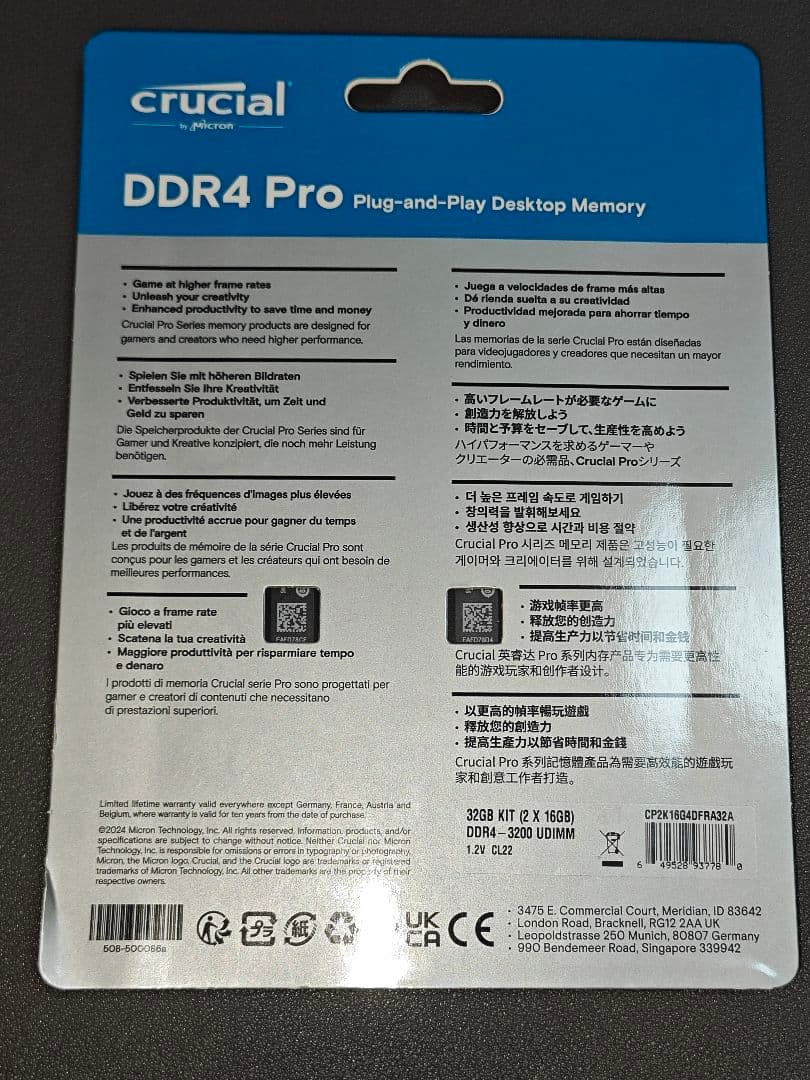 crucial
by Micron
DDR4 Pro Plug-and-Play Desktop Memory
• Game at higher frame rates
• Unleash your creativity
• Enhanced productivity to save time and money
Crucial Pro Series memory products are designed for
gamers and creators who need higher performance.
• Spielen Sie mit höheren Bildraten
• Entfesseln Sie Ihre Kreativität
• Verbesserte Produktivität, um Zeit und
Geld zu sparen
Die Speicherprodukte der Crucial Pro Series sind für
Gamer und Kreative konzipiert, die noch mehr Leistung
benötigen.
• Jouez à des fréquences d'images plus élevées
• Libérez votre créativité
• Une productivité accrue pour gagner du temps
et de l'argent
Les produits de mémoire de la série Crucial Pro sont
conçus pour les gamers et les créateurs qui ont besoin de
meilleures performances.
• Gioco a frame rate
più elevati
• Scatena la tua creatività
• Maggiore produttività per risparmiare tempo
e denaro
I prodotti di memoria Crucial serie Pro sono progettati per
gamer e creatori di contenuti che necessitano
di prestazioni superiori.
• Juega a velocidades de frame más altas
• Dé rienda suelta a su creatividad
• Productividad mejorada para ahorrar tiempo
y dinero
Las memorias de la serie Crucial Pro están diseñadas
para videojugadores y creadores que necesitan un mayor
rendimiento.
• 高いフレームレートが必要なゲームに
• 創造力を解放しよう
• 時間と予算をセーブして、生産性を高めよう
ハイパフォーマンスを求めるゲーマーや
クリエーターの必需品、Crucial Proシリーズ
• 더 높은 프레임 속도로 게임하기
• 창의력을 발휘해보세요
• 생산성 향상으로 시간과 비용 절약
Crucial Pro 시리즈 메모리 제품은 고성능이 필요한
게이머와 크리에이터를 위해 설계되었습니다.
• 游戏帧率更高
• 释放您的创造力
• 提高生产力以节省时间和金钱
Crucial 英睿达 Pro 系列内存产品专为需要更高性
能的游戏玩家和创作者设计。
• 以更高的幀率暢玩遊戲
• 釋放您的創造力
• 提高生產力以節省時間和金錢
Crucial Pro 系列記憶體產品為需要高效能的遊戲玩
家和創意工作者打造。
Limited lifetime warranty valid everywhere except Germany, France, Austria and
Belgium, where warranty is valid for ten years from the date of purchase.
©2024 Micron Technology, Inc. All rights reserved. Information, products, and/or
specifications are subject to change without notice. Neither Crucial nor Micron
Technology, Inc. is responsible for omissions or errors in typography or photography.
Micron, the Micron logo, Crucial, and the Crucial logo are trademarks or registered
trademarks of Micron Technology, Inc. All other trademarks are the property of their
respective owners.
32GB KIT (2 X 16GB)
DDR4-3200 UDIMM
1.2V CL22
CP2K16G4DFRA32A
6 49528 93778 0
508-500086a
プラ
紙
UK
CA
CE
• 3475 E. Commercial Court, Meridian, ID 83642
• London Road, Bracknell, RG12 2AA UK
• Leopoldstrasse 250 Munich, 80807 Germany
• 990 Bendemeer Road, Singapore 339942